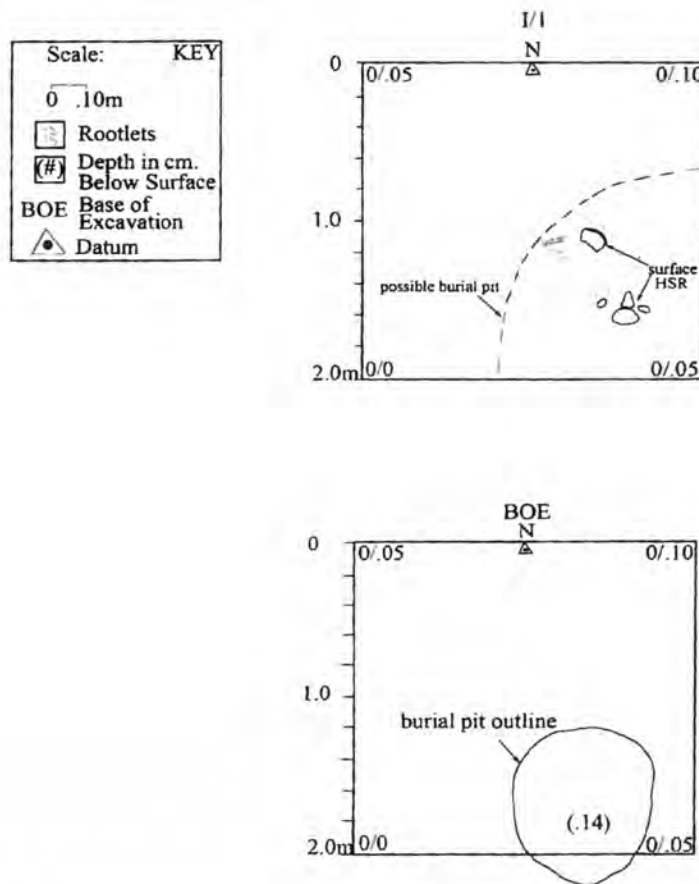 Scale: KEY
0 .10m
Rootlets
(#) Depth in cm.
Below Surface
BOE Base of
Excavation
Datum
I/1
N
0
0/.05 0/.10
1.0
possible burial pit
surface
HSR
2.0m
0/0 0/.05
BOE
N
0
0/.05 0/.10
1.0
burial pit outline
(.14)
2.0m
0/0 0/.05